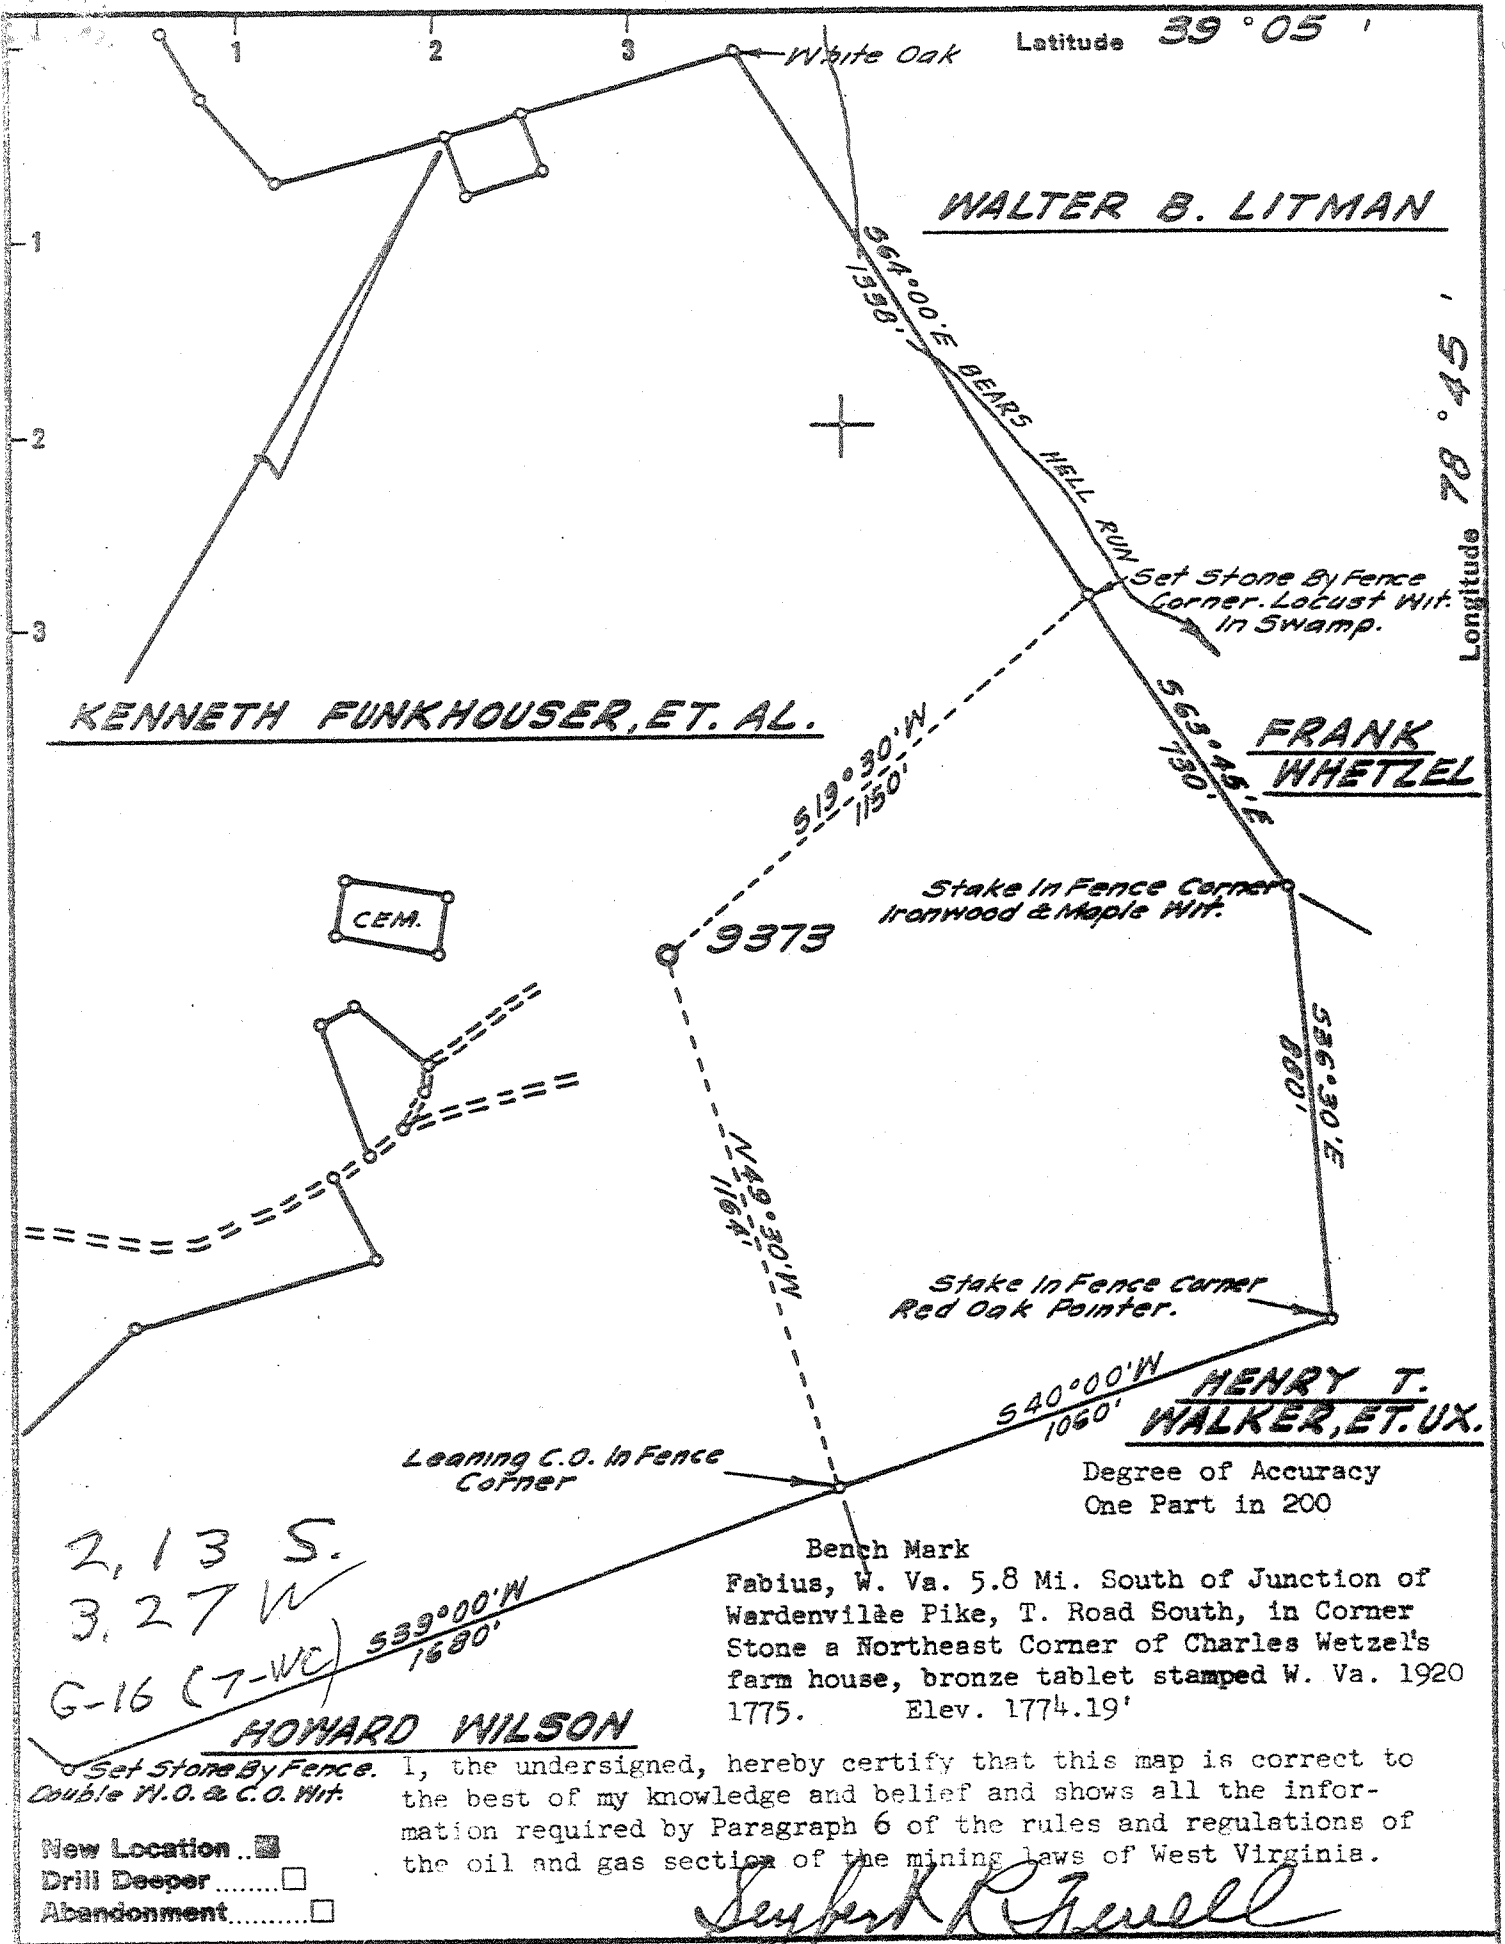 1
2
3
Latitude 39°05'
White Oak
WALTER B. LITMAN
1
S64°00'E
1398'
BEARS HELL RUN
Longitude 78°45'
2
Set Stone By Fence
Corner. Locust Wit.
In Swamp.
3
KENNETH FUNKHOUSER, ET. AL.
S63°45'E
730'
FRANK
WHETZEL
S19°30'W
1150'
Stake In Fence Corner
Ironwood & Maple Wit.
CEM.
9373
S26°30'E
860'
N49°30'W
1164'
Stake In Fence Corner
Red Oak Pointer.
S40°00'W
1060'
HENRY T.
WALKER, ET. UX.
Leaning C.O. In Fence
Corner
Degree of Accuracy
One Part in 200
2.13 S.
3.27 W
G-16 (7-WC)
S39°00'W
1680'
Bench Mark
Fabius, W. Va. 5.8 Mi. South of Junction of
Wardenville Pike, T. Road South, in Corner
Stone a Northeast Corner of Charles Wetzel's
farm house, bronze tablet stamped W. Va. 1920
1775. Elev. 1774.19'
HOWARD WILSON
Set Stone By Fence.
Double W.O. & C.O. Wit.
I, the undersigned, hereby certify that this map is correct to
the best of my knowledge and belief and shows all the infor-
mation required by Paragraph 6 of the rules and regulations of
the oil and gas section of the mining laws of West Virginia.
New Location..
Drill Deeper........
Abandonment..........